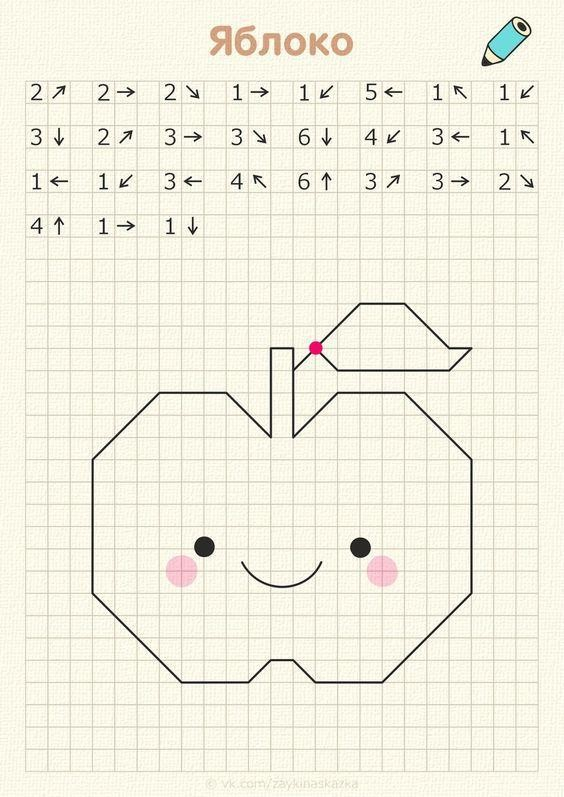 Яблоко
2 ↗ 2 → 2 ↘ 1 → 1 ↙ 5 ← 1 ↖ 1 ↙
3 ↓ 2 ↗ 3 → 3 ↘ 6 ↓ 4 ↙ 3 ← 1 ↖
1 ← 1 ↙ 3 ← 4 ↖ 6 ↑ 3 ↗ 3 → 2 ↘
4 ↑ 1 → 1 ↓
© vk.com/zaykinaskazka